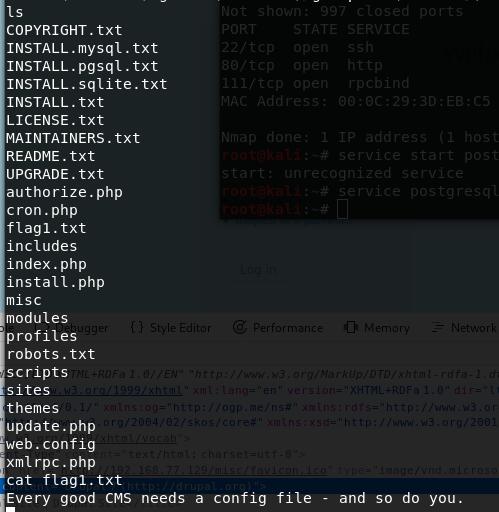 ls
COPYRIGHT.txt
INSTALL.mysql.txt
INSTALL.pgsql.txt
INSTALL.sqlite.txt
INSTALL.txt
LICENSE.txt
MAINTAINERS.txt
README.txt
UPGRADE.txt
authorize.php
cron.php
flag1.txt
includes
index.php
install.php
misc
modules
profiles
robots.txt
scripts
sites
themes
update.php
web.config
xmlrpc.php
cat flag1.txt
Every good CMS needs a config file - and so do you.
Not shown: 997 closed ports
PORT STATE SERVICE
22/tcp open ssh
80/tcp open http
111/tcp open rpcbind
MAC Address: 00:0C:29:3D:EB:C5
Nmap done: 1 IP address (1 host
root@kali:~# service start post
start: unrecognized service
root@kali:~# service postgresql
root@kali:~#
Log in
Debugger Style Editor Performance Memory Network
XHTML+RDFa 1.0//EN" "http://www.w3.org/MarkUp/DTD/xhtml-rdfa-1.d
www.w3.org/1999/xhtml" xml:lang="en" version="XHTML+RDFa 1.0" dir="l
/0.1/" xmlns:og="http://ogp.me/ns#" xmlns:rdfs="http://www.w3
/2004/02/skos/core#" xmlns:xsd="http://www.w3.org/2001
/xhtml/vocab">
content="text/html; charset=utf-8">
//192.168.77.129/misc/favicon.ico" type="image/vnd.micros
(http://drupal.org)">